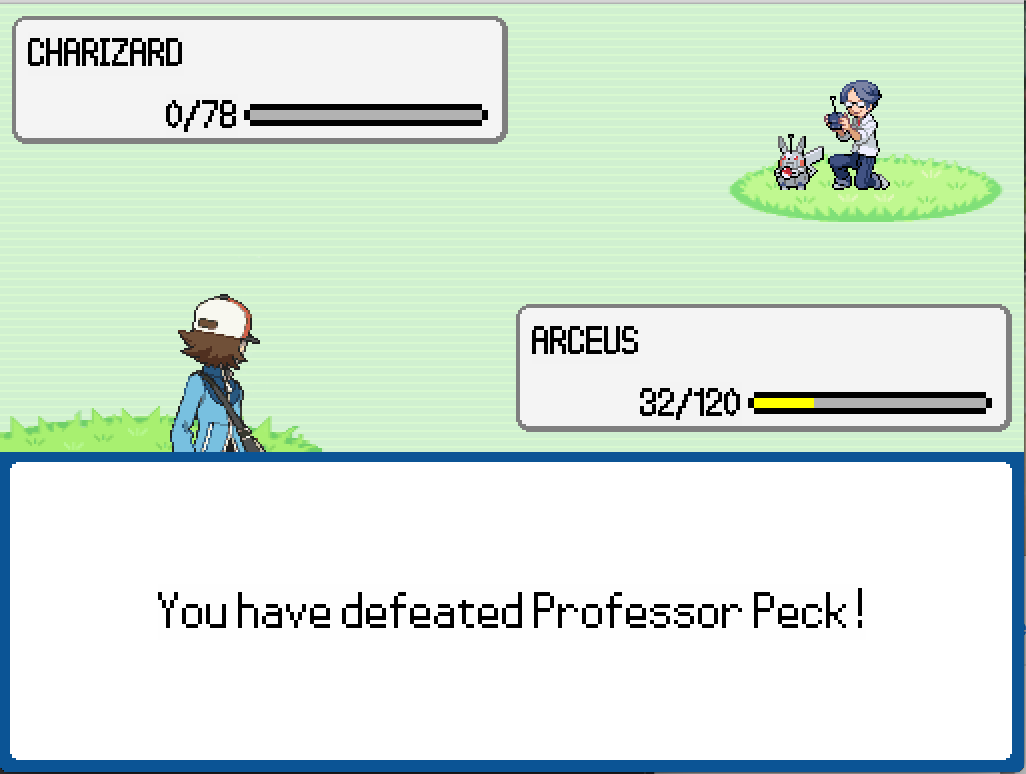 CHARIZARD
0/78
ARCEUS
32/120
You have defeated Professor Peck!